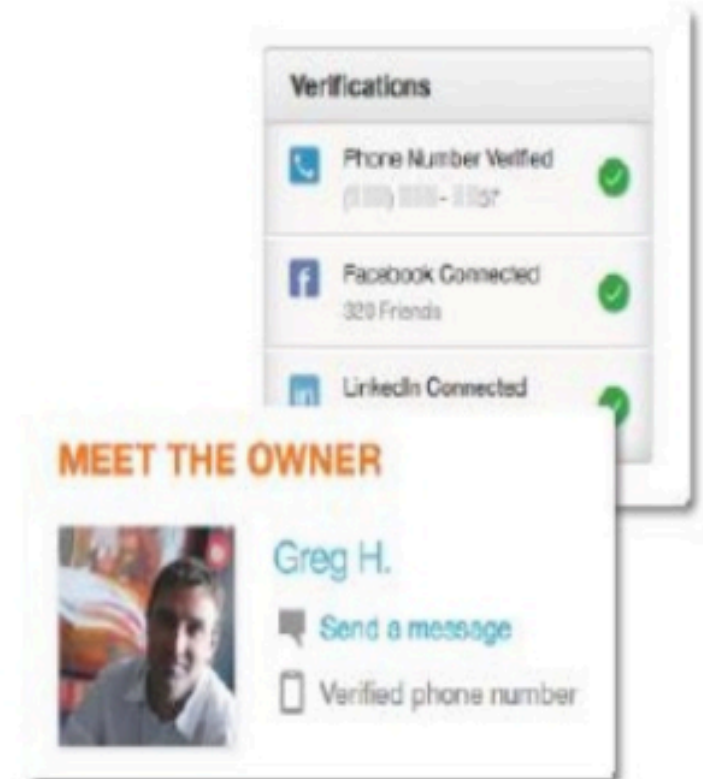 Verifications
Phone Number Verified
Facebook Connected
320 Friends
LinkedIn Connected
MEET THE OWNER
Greg H.
Send a message
Verified phone number